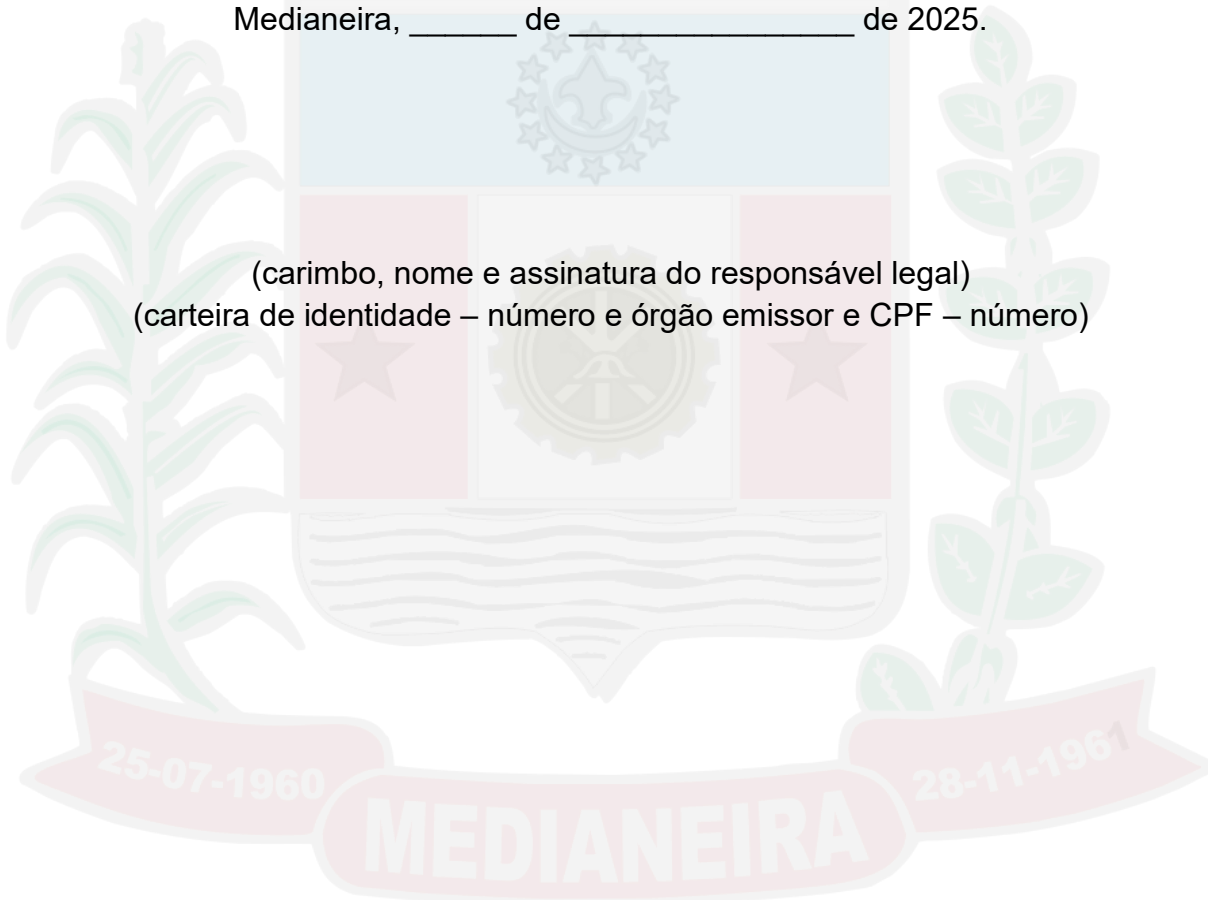 Medianeira, ______ de ________________ de 2025.
(carimbo, nome e assinatura do responsável legal)
(carteira de identidade – número e órgão emissor e CPF – número)
25-07-1960
28-11-1961
MEDIANEIRA